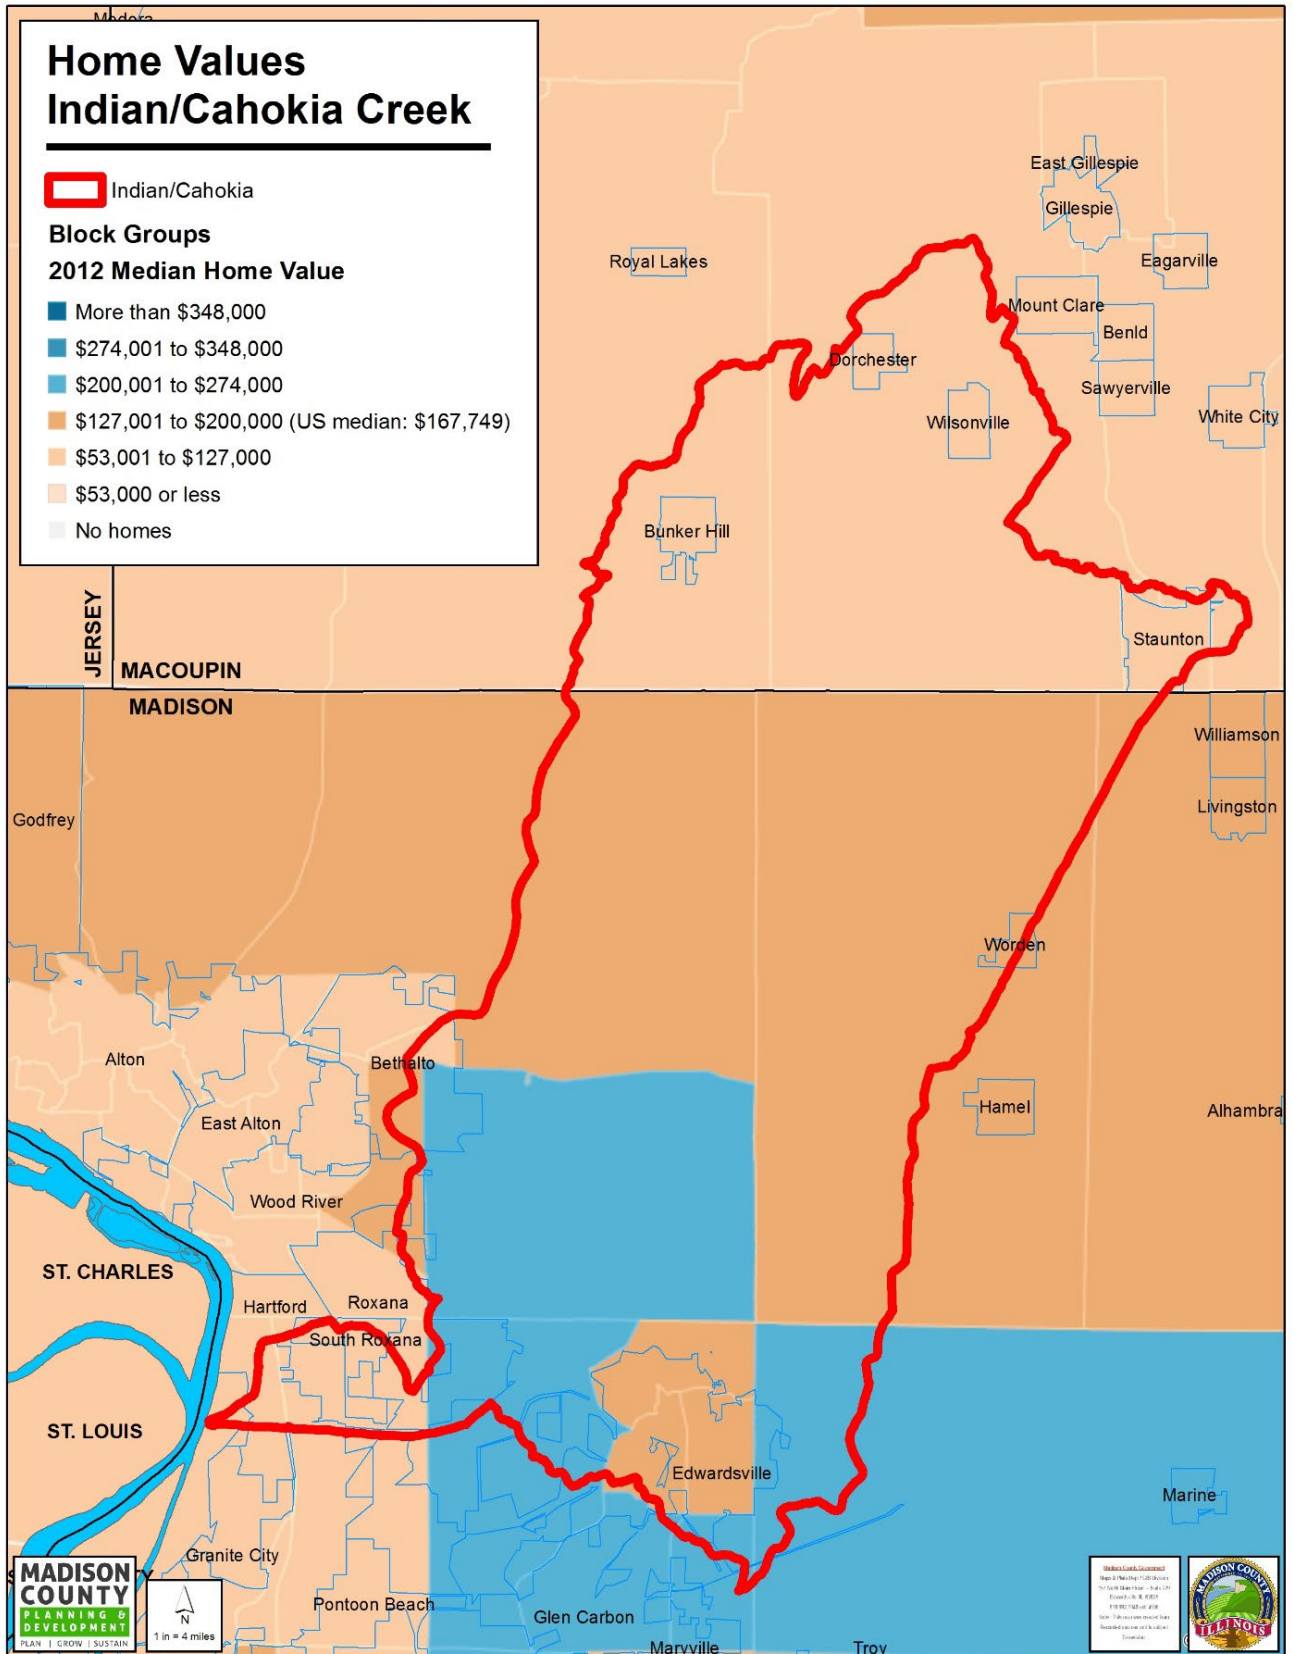 Medora
Home Values
Indian/Cahokia Creek
Indian/Cahokia
Block Groups
2012 Median Home Value
More than $348,000
$274,001 to $348,000
$200,001 to $274,000
$127,001 to $200,000 (US median: $167,749)
$53,001 to $127,000
$53,000 or less
No homes
East Gillespie
Gillespie
Royal Lakes
Eagarville
Mount Clare
Benld
Dorchester
Sawyerville
Wilsonville
White City
Bunker Hill
JERSEY
Staunton
MACOUPIN
MADISON
Williamson
Livingston
Godfrey
Worden
Alton
Bethalto
Hamel
Alhambra
East Alton
Wood River
ST. CHARLES
Hartford
Roxana
South Roxana
ST. LOUIS
Edwardsville
Marine
Granite City
Pontoon Beach
Glen Carbon
Maryville
Troy
MADISON
COUNTY
PLANNING &
DEVELOPMENT
PLAN | GROW | SUSTAIN
N
1 in = 4 miles
Madison County Government
MADISON COUNTY
ILLINOIS